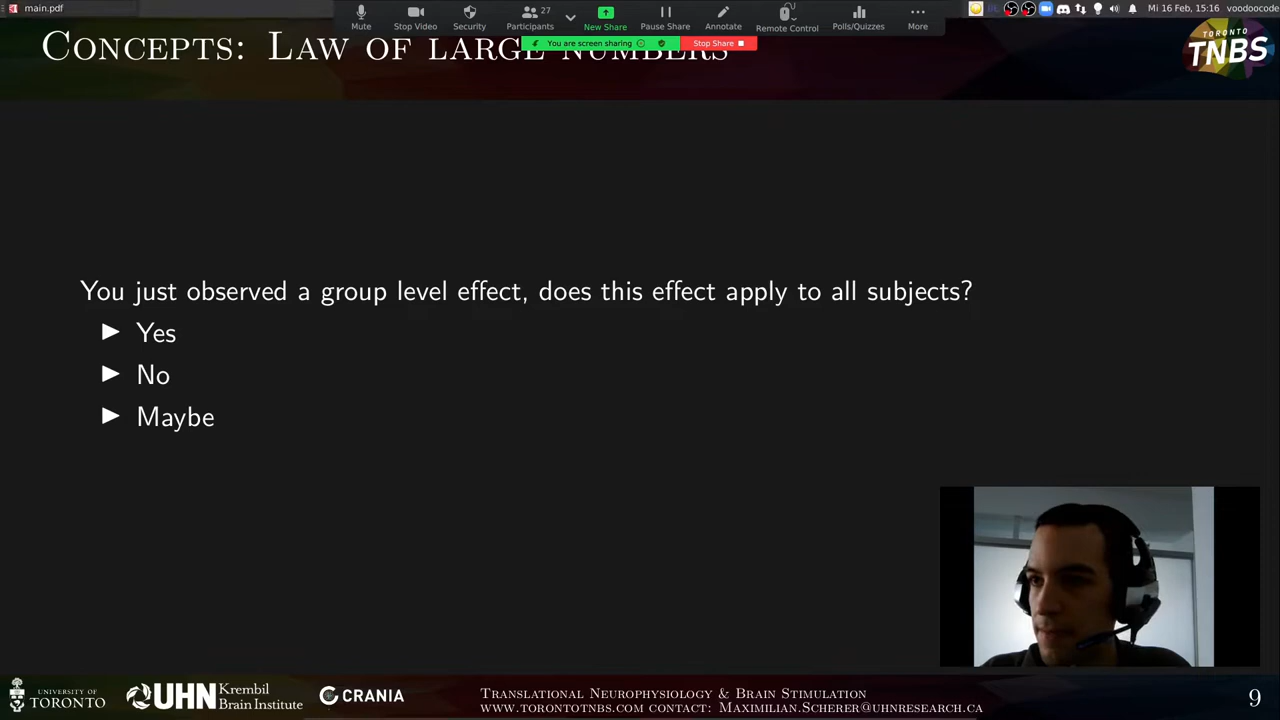 main.pdf
Mute
Stop Video
Security
Participants
27
New Share
Pause Share
Annotate
Remote Control
Polls/Quizzes
More
Mi 16 Feb, 15:16
voodoocode
You are screen sharing
Stop Share
Concepts: Law of large numbers
TORONTO
TNBS
You just observed a group level effect, does this effect apply to all subjects?
Yes
No
Maybe
UNIVERSITY OF
TORONTO
UHN
Krembil
Brain Institute
CRANIA
Translational Neurophysiology & Brain Stimulation
www.torontotnbs.com contact: Maximilian.Scherer@uhnresearch.ca
9